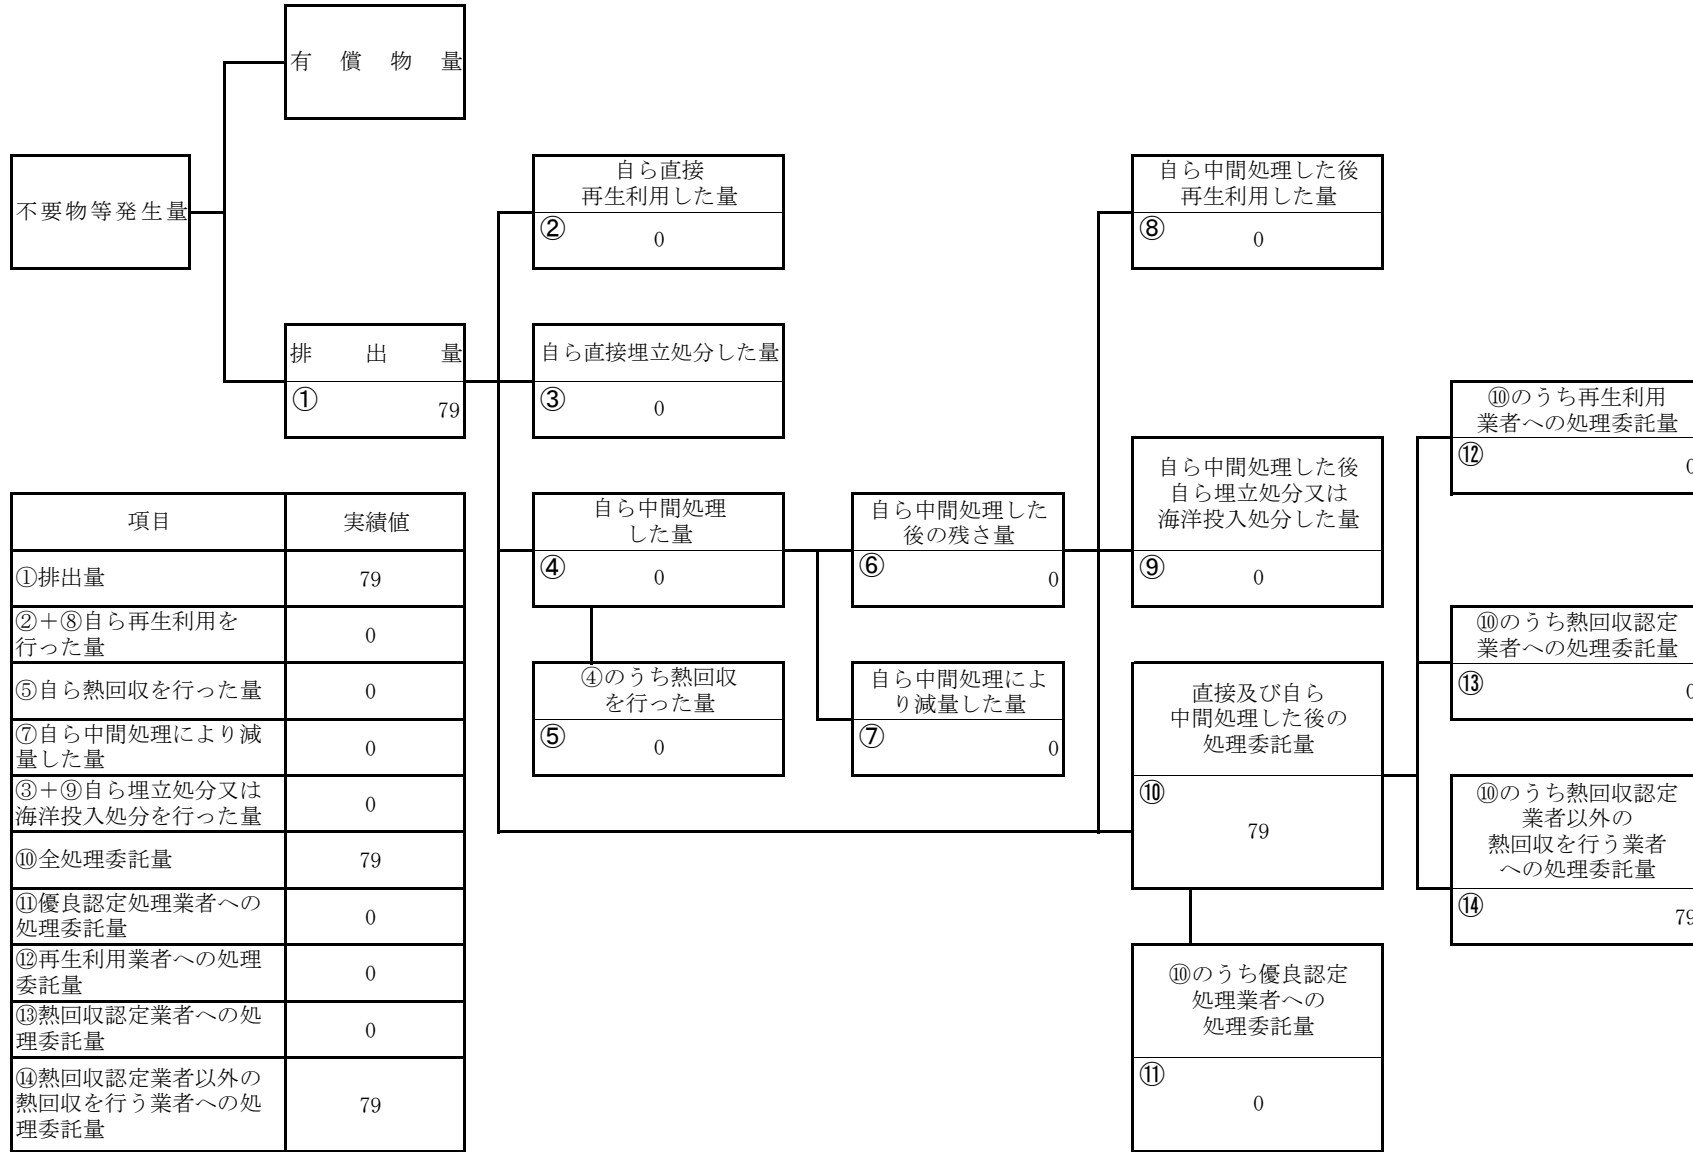 有償物量
不要物等発生量
自ら直接
再生利用した量
②
0
自ら中間処理した後
再生利用した量
⑧
0
排出量
①
79
自ら直接埋立処分した量
③
0
⑩のうち再生利用
業者への処理委託量
⑫
0
自ら中間処理
した量
④
0
自ら中間処理した
後の残さ量
⑥
0
自ら中間処理した後
自ら埋立処分又は
海洋投入処分した量
⑨
0
⑩のうち熱回収認定
業者への処理委託量
⑬
0
④のうち熱回収
を行った量
⑤
0
自ら中間処理によ
り減量した量
⑦
0
直接及び自ら
中間処理した後の
処理委託量
⑩
79
⑩のうち熱回収認定
業者以外の
熱回収を行う業者
への処理委託量
⑭
79
⑩のうち優良認定
処理業者への
処理委託量
⑪
0
項目 実績値
①排出量 79
②＋⑧自ら再生利用を
行った量 0
⑤自ら熱回収を行った量 0
⑦自ら中間処理により減
量した量 0
③＋⑨自ら埋立処分又は
海洋投入処分を行った量 0
⑩全処理委託量 79
⑪優良認定処理業者への
処理委託量 0
⑫再生利用業者への処理
委託量 0
⑬熱回収認定業者への処
理委託量 0
⑭熱回収認定業者以外の
熱回収を行う業者への処
理委託量 79